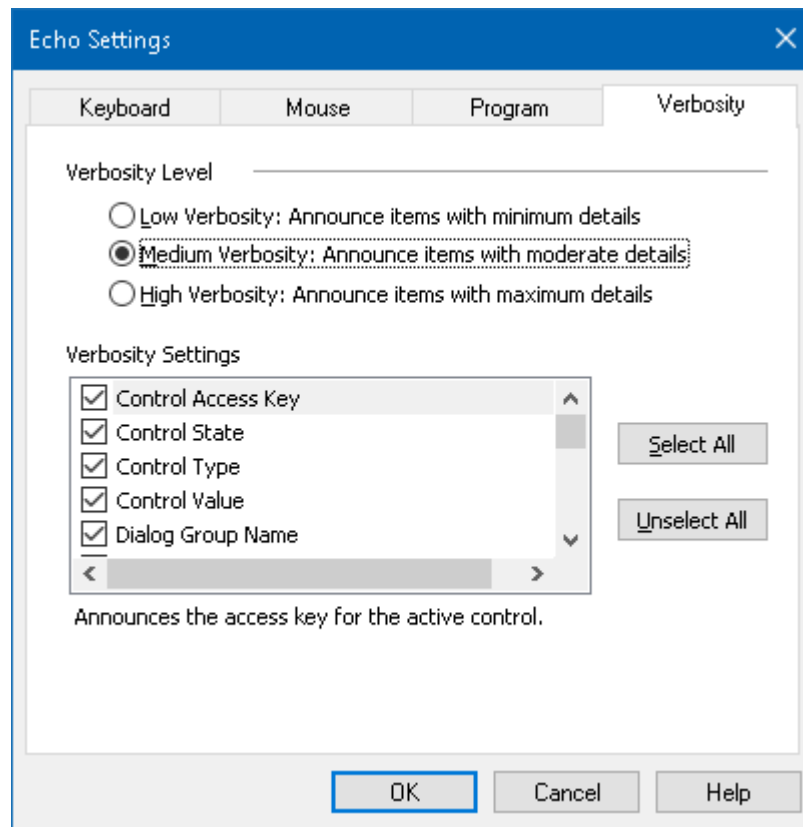 Echo Settings
Keyboard Mouse Program Verbosity
Verbosity Level
Low Verbosity: Announce items with minimum details
Medium Verbosity: Announce items with moderate details
High Verbosity: Announce items with maximum details
Verbosity Settings
Control Access Key
Control State
Control Type
Control Value
Dialog Group Name
Select All
Unselect All
Announces the access key for the active control.
OK Cancel Help